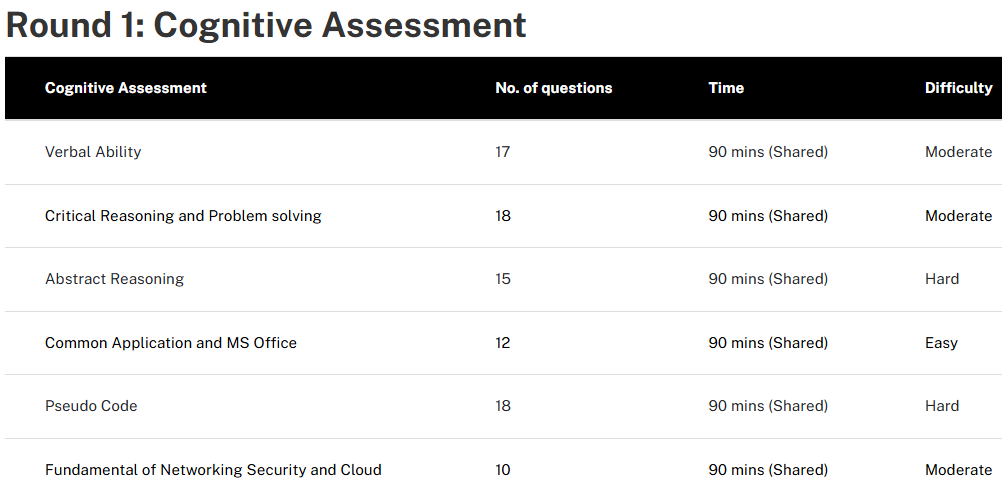 Round 1: Cognitive Assessment
Cognitive Assessment No. of questions Time Difficulty
Verbal Ability 17 90 mins (Shared) Moderate
Critical Reasoning and Problem solving 18 90 mins (Shared) Moderate
Abstract Reasoning 15 90 mins (Shared) Hard
Common Application and MS Office 12 90 mins (Shared) Easy
Pseudo Code 18 90 mins (Shared) Hard
Fundamental of Networking Security and Cloud 10 90 mins (Shared) Moderate